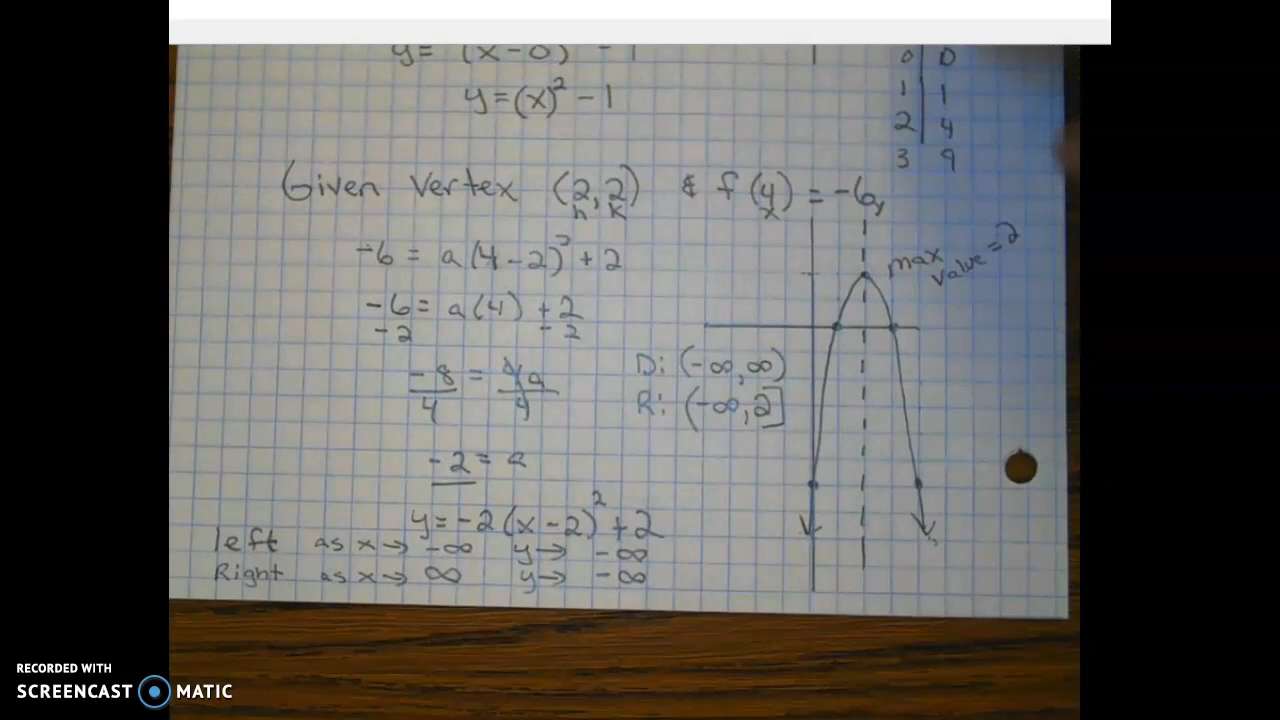 y = (x-0) - 1
y = (x)² - 1
0 | 0
1 | 1
2 | 4
3 9
Given Vertex (2, 2) & f(4) = -6
h k x y
-6 = a(4-2)² + 2
-6 = a(4) + 2
-2 -2
-8 = 4a
4 4
-2 = a
y = -2(x-2)² + 2
left as x → -∞ y → -∞
Right as x → ∞ y → -∞
D: (-∞, ∞)
R: (-∞, 2]
max
value = 2
RECORDED WITH
SCREENCAST MATIC